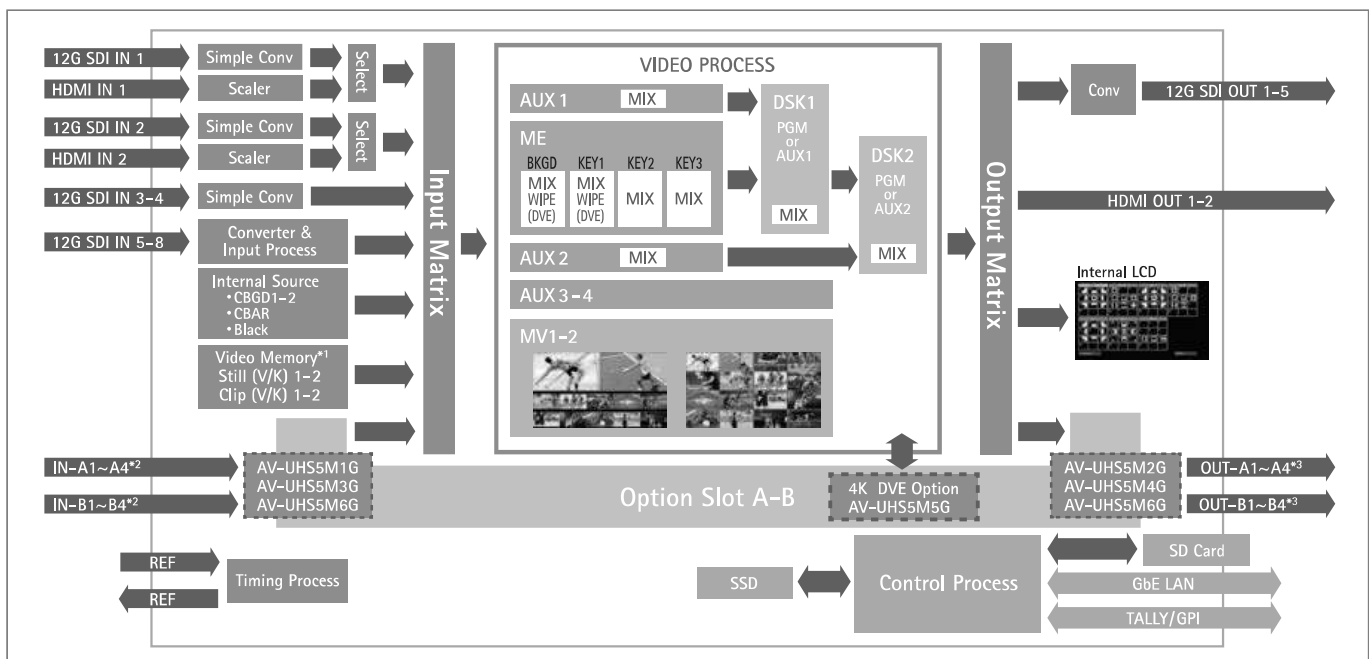 12G SDI IN 1
HDMI IN 1
12G SDI IN 2
HDMI IN 2
12G SDI IN 3-4
12G SDI IN 5-8
Simple Conv
Scaler
Select
Simple Conv
Scaler
Select
Simple Conv
Converter &
Input Process
Internal Source
•CBGD1-2
•CBAR
•Black
Video Memory*1
Still (V/K) 1-2
Clip (V/K) 1-2
Input Matrix
VIDEO PROCESS
AUX 1
MIX
ME
BKGD
MIX
WIPE
(DVE)
KEY1
MIX
WIPE
(DVE)
KEY2
MIX
KEY3
MIX
AUX 2
MIX
AUX 3-4
MV1-2
DSK1
PGM
or
AUX1
MIX
DSK2
PGM
or
AUX2
MIX
Output Matrix
Conv
12G SDI OUT 1-5
HDMI OUT 1-2
Internal LCD
IN-A1~A4*2
IN-B1~B4*2
AV-UHS5M1G
AV-UHS5M3G
AV-UHS5M6G
Option Slot A-B
4K DVE Option
AV-UHS5M5G
AV-UHS5M2G
AV-UHS5M4G
AV-UHS5M6G
OUT-A1~A4*3
OUT-B1~B4*3
REF
REF
Timing Process
SSD
Control Process
SD Card
GbE LAN
TALLY/GPI